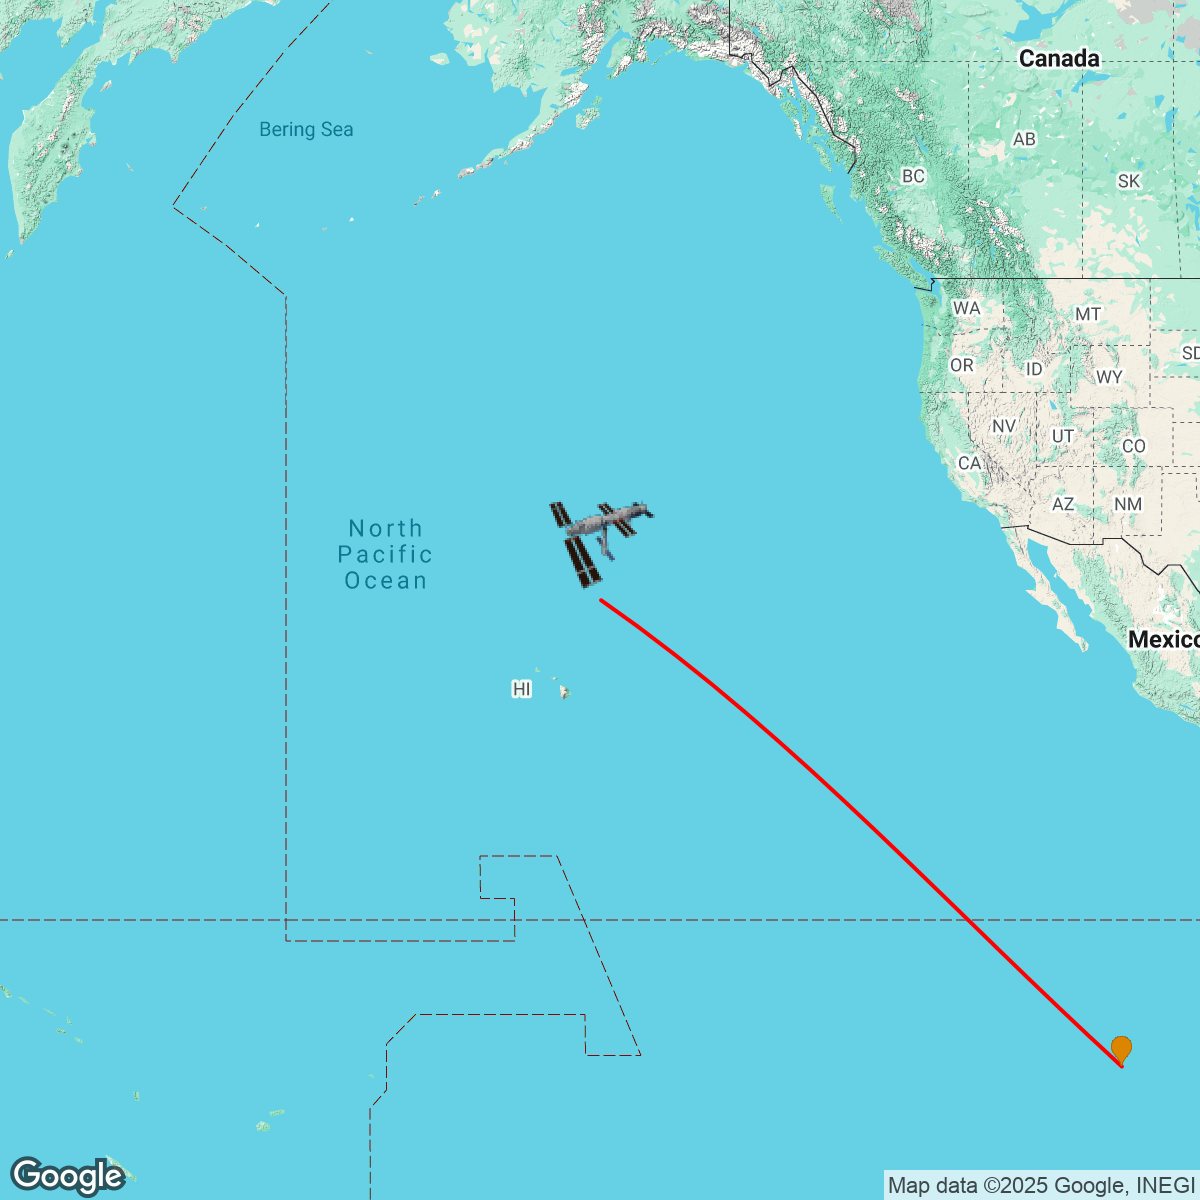 Canada
Bering Sea
AB
BC
SK
WA
MT
OR
ID
SD
WY
NV
UT
CO
CA
AZ
NM
North
Pacific
Ocean
Mexico
HI
Google
Map data ©2025 Google, INEGI